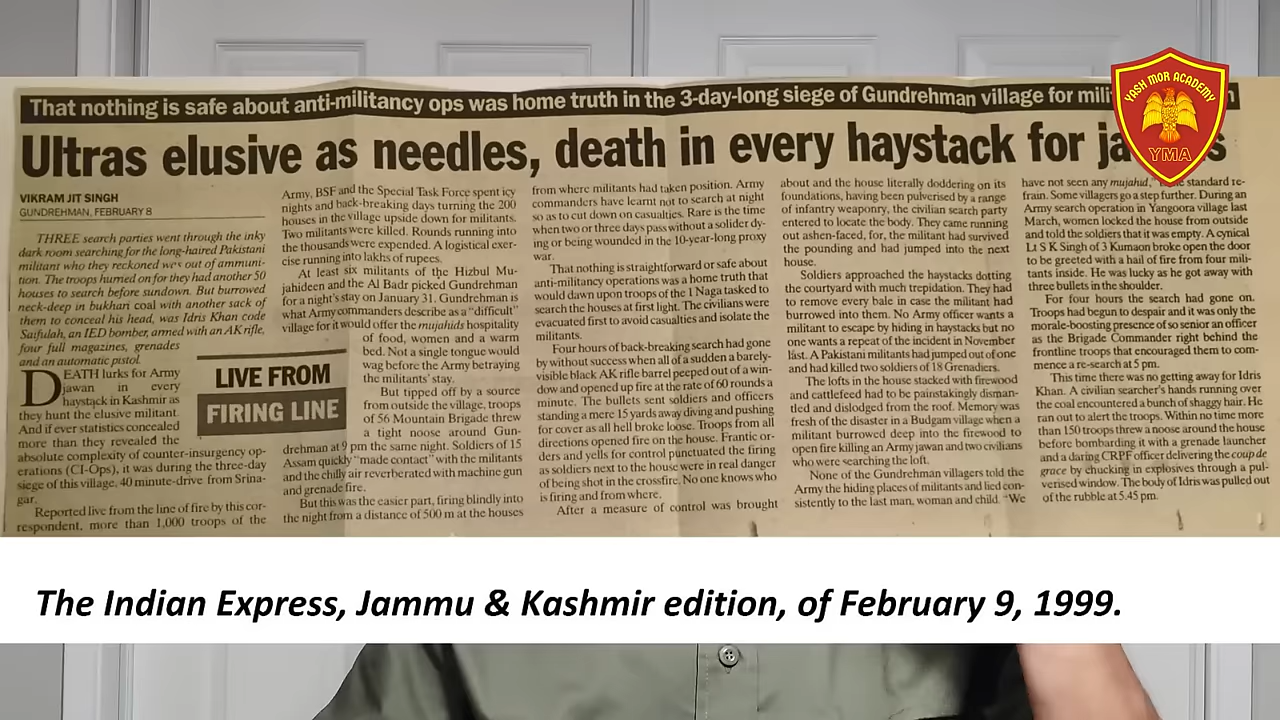 YASH MOR ACADEMY
YMA
That nothing is safe about anti-militancy ops was home truth in the 3-day-long siege of Gundrehman village for
Ultras elusive as needles, death in every haystack for
VIKRAM JIT SINGH
GUNDREHMAN, FEBRUARY 8
THREE search parties went through the inky
dark room searching for the long-haired Pakistani
militant who they reckoned was out of ammuni-
tion. The troops hurried on for they had another 50
houses to search before sundown. But burrowed
neck-deep in bukhari coal with another sack of
them to conceal his head, was Idris Khan code
Saifulah, an IED bomber, armed with an AK rifle,
four full magazines, grenades
and an automatic pistol.
DEATH lurks for Army
jawan in every
haystack in Kashmir as
they hunt the elusive militant.
And if ever statistics concealed
more than they revealed the
absolute complexity of counter-insurgency op-
erations (CI-Ops), it was during the three-day
siege of this village, 40 minute-drive from Srina-
gar.
Reported live from the line of fire by this cor-
respondent, more than 1,000 troops of the
LIVE FROM
FIRING LINE
Army, BSF and the Special Task Force spent icy
nights and back-breaking days turning the 200
houses in the village upside down for militants.
Two militants were killed. Rounds running into
the thousands were expended. A logistical exer-
cise running into lakhs of rupees.
At least six militants of the Hizbul Mu-
jahideen and the Al Badr picked Gundrehman
for a night's stay on January 31. Gundrehman is
what Army commanders describe as a "difficult"
village for it would offer the mujahids hospitality
of food, women and a warm
bed. Not a single tongue would
wag before the Army betraying
the militants' stay.
But tipped off by a source
from outside the village, troops
of 56 Mountain Brigade threw
a tight noose around Gun-
drehman at 9 pm the same night. Soldiers of 15
Assam quickly "made contact" with the militants
and the chilly air reverberated with machine gun
and grenade fire.
But this was the easier part, firing blindly into
the night from a distance of 500 m at the houses
from where militants had taken position. Army
commanders have learnt not to search at night
so as to cut down on casualties. Rare is the time
when two or three days pass without a soldier dy-
ing or being wounded in the 10-year-long proxy
war.
That nothing is straightforward or safe about
anti-militancy operations was a home truth that
would dawn upon troops of the 1 Naga tasked to
search the houses at first light. The civilians were
evacuated first to avoid casualties and isolate the
militants.
Four hours of back-breaking search had gone
by without success when all of a sudden a barely-
visible black AK rifle barrel peeped out of a win-
dow and opened up fire at the rate of 60 rounds a
minute. The bullets sent soldiers and officers
standing a mere 15 yards away diving and pushing
for cover as all hell broke loose. Troops from all
directions opened fire on the house. Frantic or-
ders and yells for control punctuated the firing
as soldiers next to the house were in real danger
of being shot in the crossfire. No one knows who
is firing and from where.
After a measure of control was brought
about and the house literally doddering on its
foundations, having been pulverised by a range
of infantry weaponry, the civilian search party
entered to locate the body. They came running
out ashen-faced, for, the militant had survived
the pounding and had jumped into the next
house.
Soldiers approached the haystacks dotting
the courtyard with much trepidation. They had
to remove every bale in case the militant had
burrowed into them. No Army officer wants a
militant to escape by hiding in haystacks but no
one wants a repeat of the incident in November
last. A Pakistani militants had jumped out of one
and had killed two soldiers of 18 Grenadiers.
The lofts in the house stacked with firewood
and cattlefeed had to be painstakingly disman-
tled and dislodged from the roof. Memory was
fresh of the disaster in a Budgam village when a
militant burrowed deep into the firewood to
open fire killing an Army jawan and two civilians
who were searching the loft.
None of the Gundrehman villagers told the
Army the hiding places of militants and lied con-
sistently to the last man, woman and child. "We
have not seen any mujahid," standard re-
frain. Some villagers go a step further. During an
Army search operation in Yangoora village last
March, women locked the house from outside
and told the soldiers that it was empty. A cynical
Lt S K Singh of 3 Kumaon broke open the door
to be greeted with a hail of fire from four mili-
tants inside. He was lucky as he got away with
three bullets in the shoulder.
For four hours the search had gone on.
Troops had begun to despair and it was only the
morale-boosting presence of so senior an officer
as the Brigade Commander right behind the
frontline troops that encouraged them to com-
mence a re-search at 5 pm.
This time there was no getting away for Idris
Khan. A civilian searcher's hands running over
the coal encountered a bunch of shaggy hair. He
ran out to alert the troops. Within no time more
than 150 troops threw a noose around the house
before bombarding it with a grenade launcher
and a daring CRPF officer delivering the coup de
grace by chucking in explosives through a pul-
verised window. The body of Idris was pulled out
of the rubble at 5.45 pm.
The Indian Express, Jammu & Kashmir edition, of February 9, 1999.